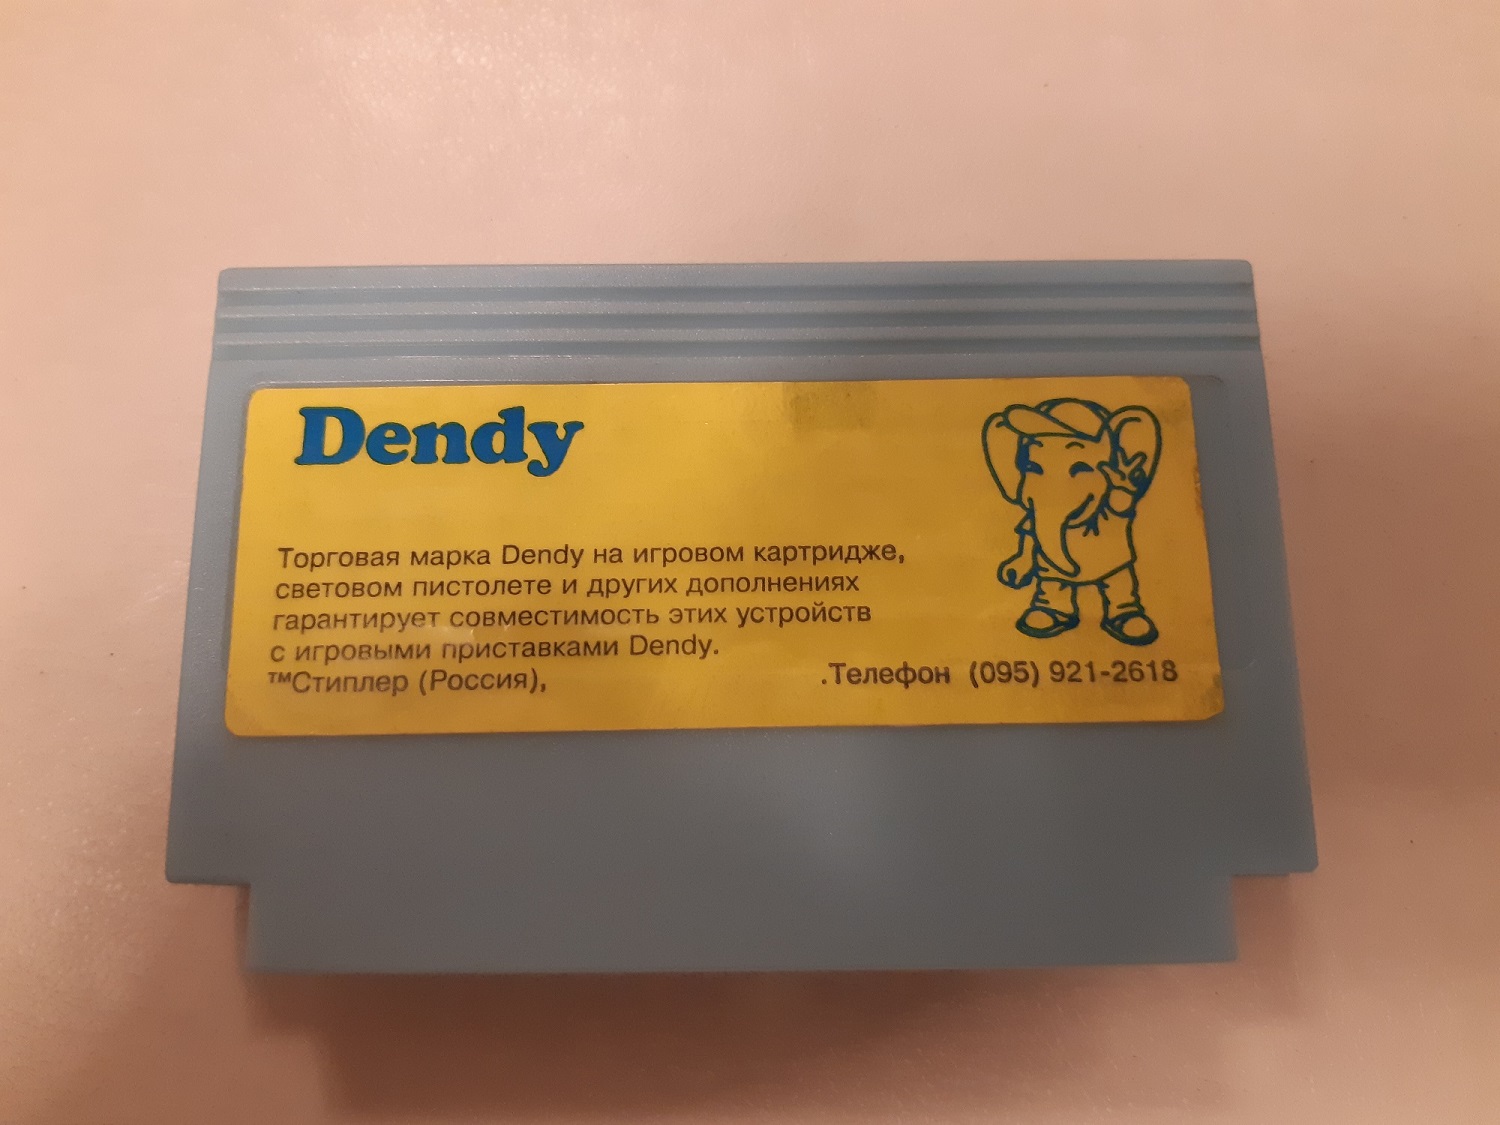 Dendy
Торговая марка Dendy на игровом картридже,
световом пистолете и других дополнениях
гарантирует совместимость этих устройств
с игровыми приставками Dendy.
™Стиплер (Россия), .Телефон (095) 921-2618